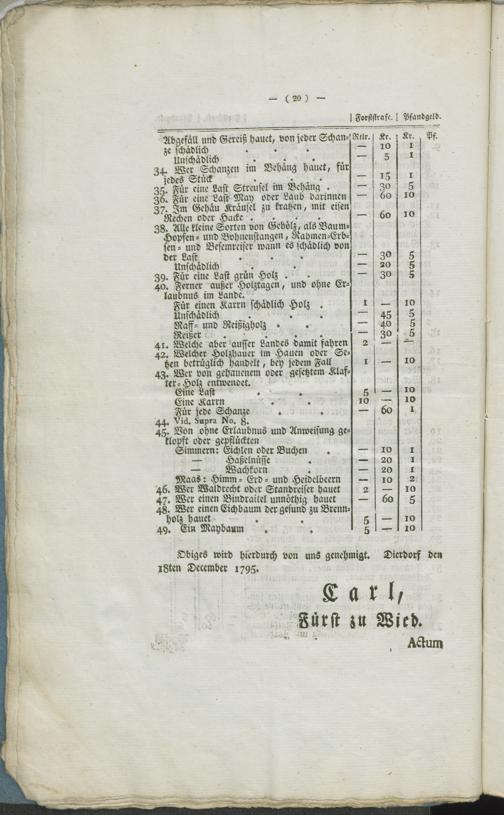 — ( 20 ) —
| Forststrafe. | Pfandgeld.
Abgefäll und Gereiß hauet, von jeder Schan- | Rtlr. | Kr. | Kr. | Pf.
ze schädlich . . . — 10 1
Unschädlich . . . — 5 1
34. Wer Schanzen im Behäng hauet, für
jedes Stück . . . — 15 1
35. Für eine Last Streusel im Behäng . — 30 5
36. Für eine Last May oder Laub darinnen — 60 10
37. Im Gehäu Kräusel zu kratzen, mit eisen
Rechen oder Hacke . . . . — 60 10
38. Alle kleine Sorten von Gehölz, als Baum-
Hopfen- und Bohnenstangen, Rahmen-Erb-
sen- und Besenreiser wann es schädlich von
der Last . . . — 30 5
Unschädlich . . . — 20 5
39. Für eine Last grün Holz . . — 30 5
40. Ferner außer Holztagen, und ohne Er-
laubnus im Lande.
Für einen Karrn schädlich Holz . 1 — 10
Unschädlich . . . — 45 5
Raff- und Reißigholz . . — 40 5
Reißer . . . — 30 5
41. Welche aber ausser Landes damit fahren 2 — —
42. Welcher Holzhauer im Hauen oder Se-
tzen betrüglich handelt, bey jedem Fall 1 — 10
43. Wer von gehauenem oder gesetztem Klaf-
ter-Holz entwendet.
Eine Last . . . 5 — 10
Eine Karrn . . . 10 — 10
Für jede Schanze . . — 60 1
44. Vid. Supra No. 8.
45. Von ohne Erlaubnus und Anweisung ge-
klopft oder gepflückten
Simmern: Eichlen oder Buchen . — 10 1
— Haßelnüsse . — 20 1
— Wachkorn . — 20 1
Maas: Himm- Erd- und Heidelbeern — 10 2
46. Wer Waldrecht oder Standreiser hauet 2 — 10
47. Wer einen Bindraitel unnöthig hauet — 60 5
48. Wer einen Eichbaum der gesund zu Brenn-
holz hauet . . . 5 — 10
49. Ein Maybaum . . 5 — 10
Obiges wird hierdurch von uns genehmigt. Dierdorf den
18ten December 1795.
Carl,
Fürst zu Wied.
Actum